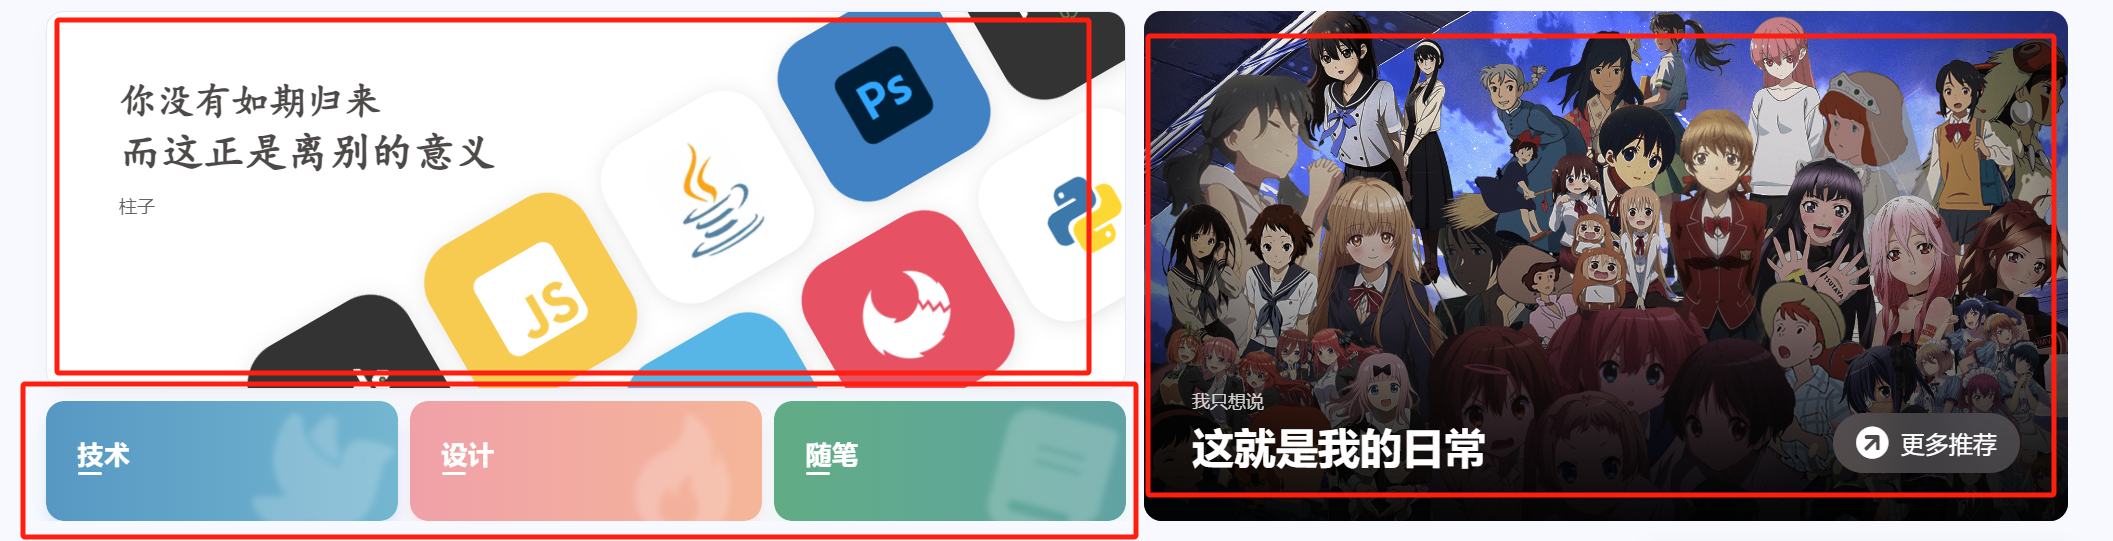 你没有如期归来
而这正是离别的意义
柱子
Ps
JS
技术
设计
随笔
我只想说
这就是我的日常
更多推荐